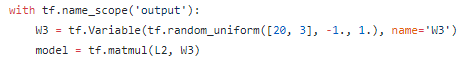 with tf.name_scope('output'):
    W3 = tf.Variable(tf.random_uniform([20, 3], -1., 1.), name='W3')
    model = tf.matmul(L2, W3)